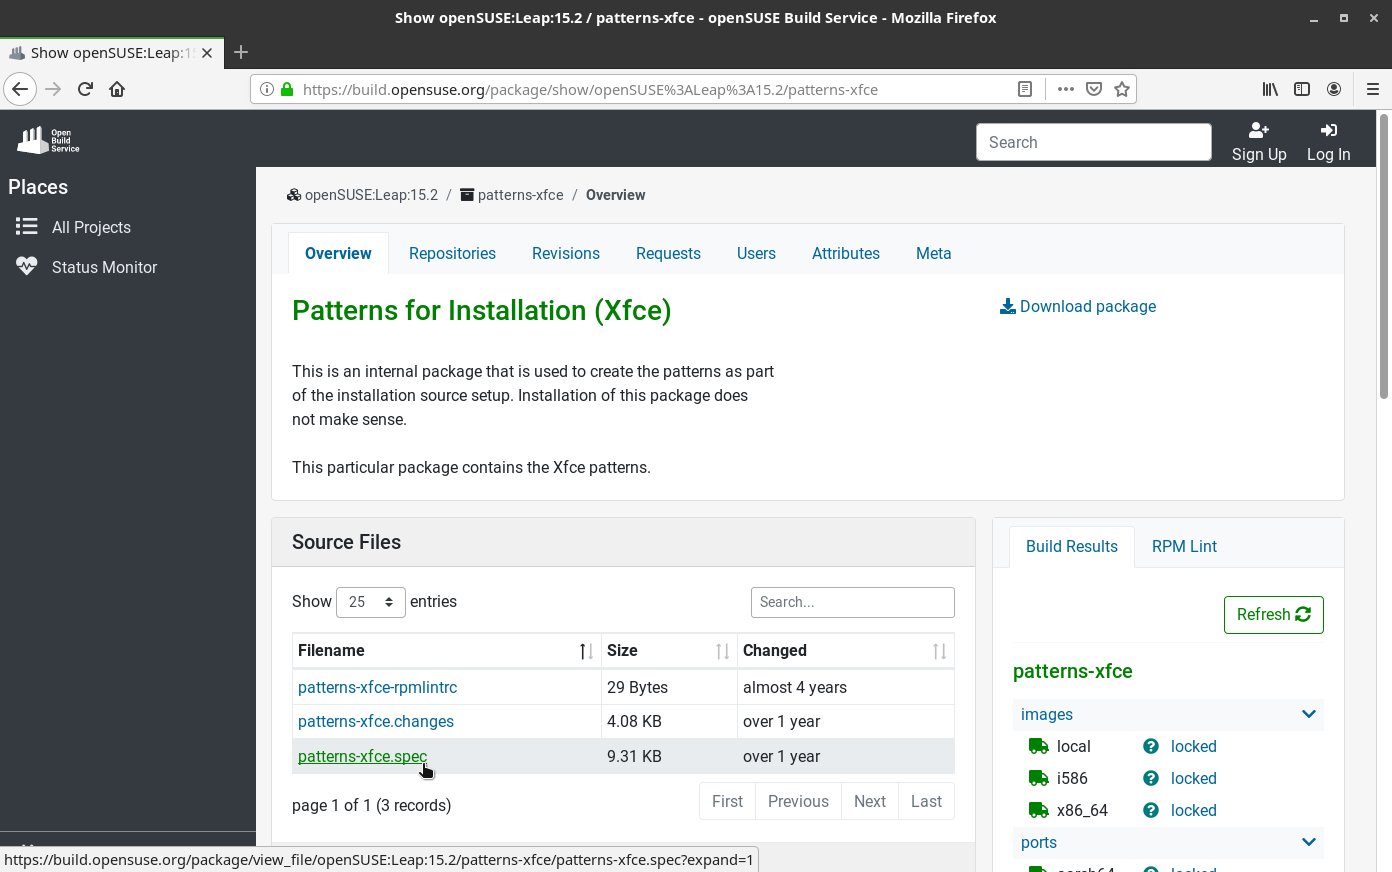 Show openSUSE:Leap:15.2 / patterns-xfce - openSUSE Build Service - Mozilla Firefox
Show openSUSE:Leap:1
https://build.opensuse.org/package/show/openSUSE%3ALeap%3A15.2/patterns-xfce
Open Build Service
Search
Sign Up
Log In
Places
All Projects
Status Monitor
openSUSE:Leap:15.2 / patterns-xfce / Overview
Overview Repositories Revisions Requests Users Attributes Meta
Patterns for Installation (Xfce)
Download package
This is an internal package that is used to create the patterns as part
of the installation source setup. Installation of this package does
not make sense.
This particular package contains the Xfce patterns.
Source Files
Show 25 entries
Search...
Filename Size Changed
patterns-xfce-rpmlintrc 29 Bytes almost 4 years
patterns-xfce.changes 4.08 KB over 1 year
patterns-xfce.spec 9.31 KB over 1 year
page 1 of 1 (3 records)
First Previous Next Last
Build Results RPM Lint
Refresh
patterns-xfce
images
local locked
i586 locked
x86_64 locked
ports
https://build.opensuse.org/package/view_file/openSUSE:Leap:15.2/patterns-xfce/patterns-xfce.spec?expand=1